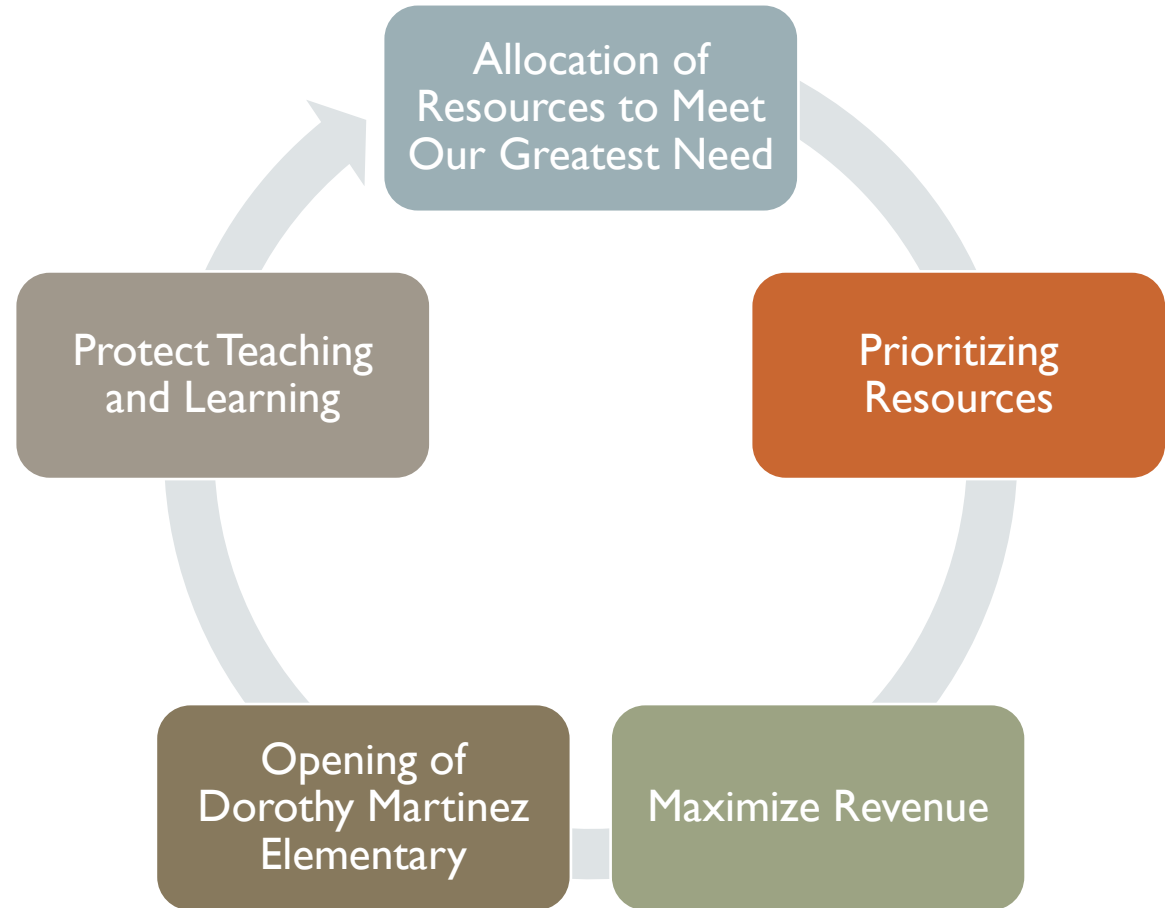 Allocation of
Resources to Meet
Our Greatest Need
Prioritizing
Resources
Maximize Revenue
Opening of
Dorothy Martinez
Elementary
Protect Teaching
and Learning